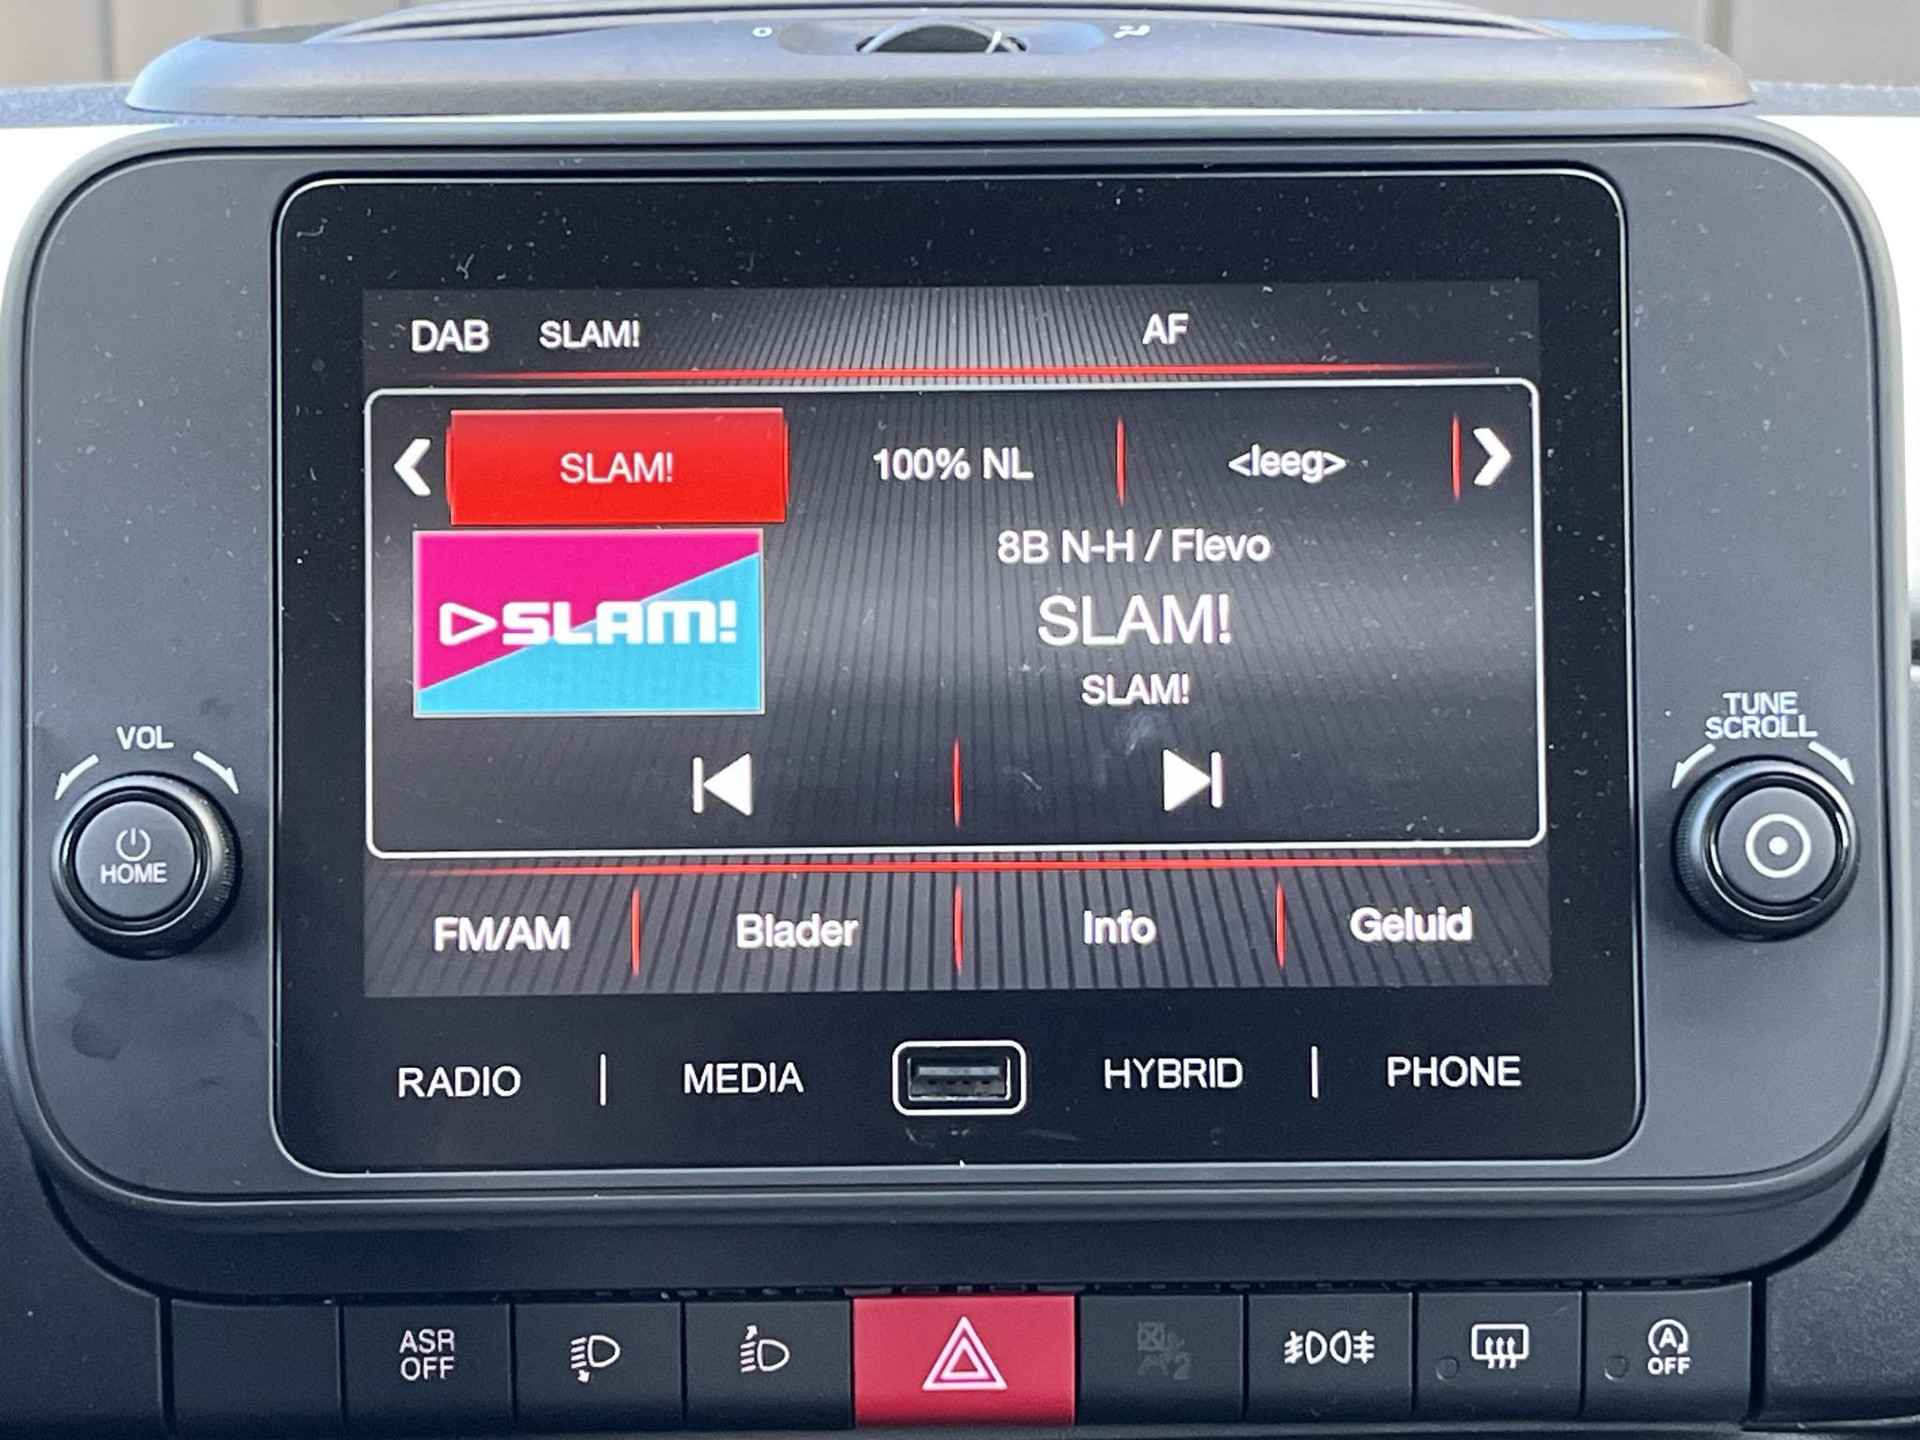 DAB SLAM! AF
SLAM! 100% NL <leeg>
8B N-H / Flevo
SLAM!
SLAM!
SLAM!
VOL
HOME
TUNE
SCROLL
FM/AM Blader Info Geluid
RADIO | MEDIA HYBRID | PHONE
ASR
OFF
A
OFF